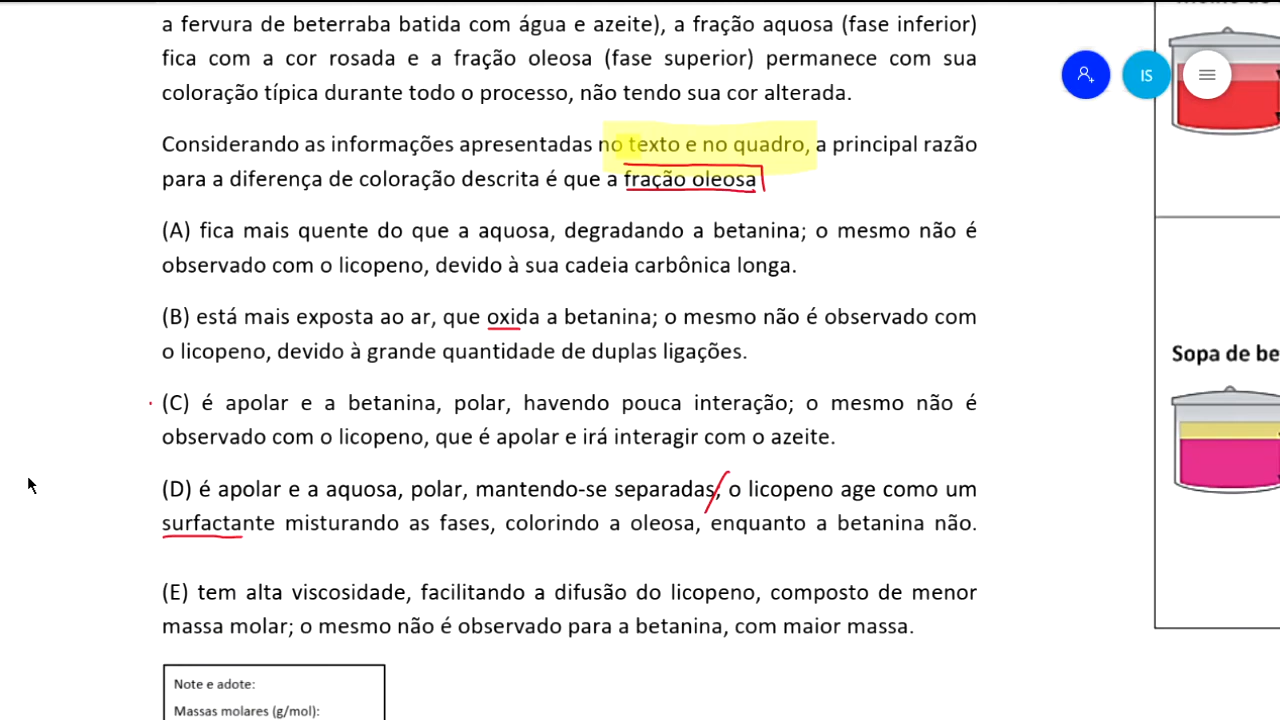 a fervura de beterraba batida com água e azeite), a fração aquosa (fase inferior)
fica com a cor rosada e a fração oleosa (fase superior) permanece com sua
coloração típica durante todo o processo, não tendo sua cor alterada.
Considerando as informações apresentadas no texto e no quadro, a principal razão
para a diferença de coloração descrita é que a fração oleosa
(A) fica mais quente do que a aquosa, degradando a betanina; o mesmo não é
observado com o licopeno, devido à sua cadeia carbônica longa.
(B) está mais exposta ao ar, que oxida a betanina; o mesmo não é observado com
o licopeno, devido à grande quantidade de duplas ligações.
(C) é apolar e a betanina, polar, havendo pouca interação; o mesmo não é
observado com o licopeno, que é apolar e irá interagir com o azeite.
(D) é apolar e a aquosa, polar, mantendo-se separadas; o licopeno age como um
surfactante misturando as fases, colorindo a oleosa, enquanto a betanina não.
(E) tem alta viscosidade, facilitando a difusão do licopeno, composto de menor
massa molar; o mesmo não é observado para a betanina, com maior massa.
Note e adote:
Massas molares (g/mol):
IS
Sopa de be